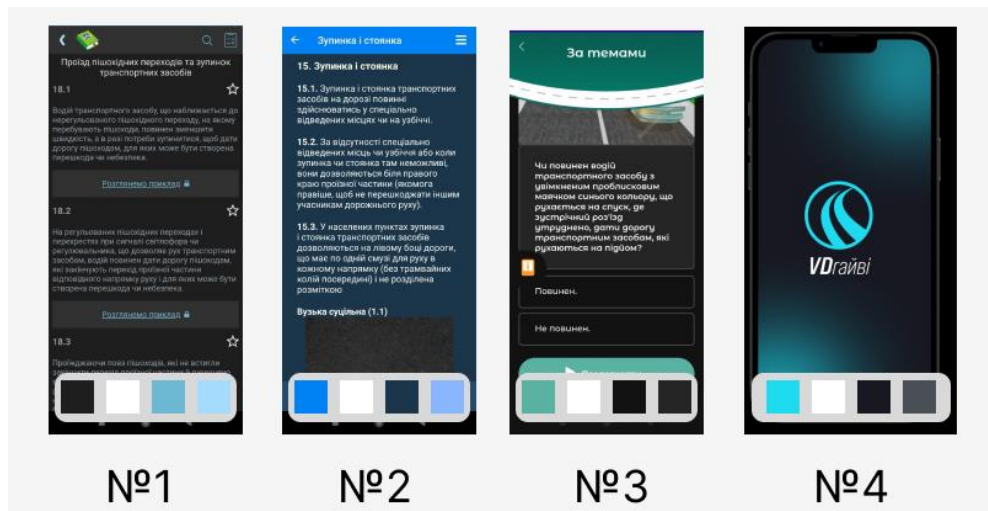 Проїзд пішохідних переходів та зупинок
транспортних засобів
18.1
Водій транспортного засобу, що наближається до
нерегульованого пішохідного переходу, на якому
перебувають пішоходи, повинен зменшити
швидкість, а в разі потреби зупинитися, щоб дати
дорогу пішоходам, для яких може бути створена
перешкода чи небезпека.
Розглянемо приклад
18.2
На регульованих пішохідних переходах і
перехрестях при сигналі світлофора чи
регулювальника, що дозволяє рух транспортним
засобам, водій повинен дати дорогу пішоходам,
які закінчують перехід проїзної частини
відповідного напрямку руху і для яких може бути
створена перешкода чи небезпека.
Розглянемо приклад
18.3
Проїжджаючи повз пішоходів, які не встигли
№1
Зупинка і стоянка
15. Зупинка і стоянка
15.1. Зупинка і стоянка транспортних
засобів на дорозі повинні
здійснюватись у спеціально
відведених місцях чи на узбіччі.
15.2. За відсутності спеціально
відведених місць чи узбіччя або коли
зупинка чи стоянка там неможливі,
вони дозволяються біля правого
краю проїзної частини (якомога
правіше, щоб не перешкоджати іншим
учасникам дорожнього руху).
15.3. У населених пунктах зупинка
і стоянка транспортних засобів
дозволяються на лівому боці дороги,
що має по одній смузі для руху в
кожному напрямку (без трамвайних
колій посередині) і не розділена
розміткою
Вузька суцільна (1.1)
№2
За темами
Чи повинен водій
транспортного засобу з
увімкненим проблисковим
маячком синього кольору, що
рухається на спуск, де
зустрічний роз'їзд
утруднено, дати дорогу
транспортним засобам, які
рухаються на підйом?
Повинен.
Не повинен.
№3
VDrайві
№4